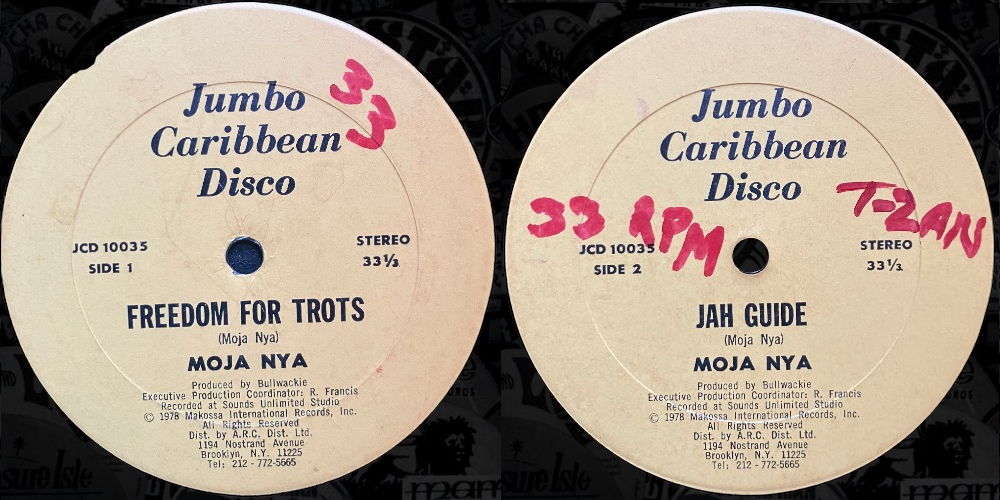 Jumbo
Caribbean
Disco
33
JCD 10035
SIDE 1
STEREO
33⅓
FREEDOM FOR TROTS
(Moja Nya)
MOJA NYA
Produced by Bullwackie
Executive Production Coordinator: R. Francis
Recorded at Sounds Unlimited Studio
© 1978 Makossa International Records, Inc.
All Rights Reserved
Dist. by A.R.C. Dist. Ltd.
1194 Nostrand Avenue
Brooklyn, N.Y. 11225
Tel: 212 - 772-5665
Jumbo
Caribbean
Disco
33 RPM
T-ZAN
JCD 10035
SIDE 2
STEREO
33⅓
JAH GUIDE
(Moja Nya)
MOJA NYA
Produced by Bullwackie
Executive Production Coordinator: R. Francis
Recorded at Sounds Unlimited Studio
© 1978 Makossa International Records, Inc.
All Rights Reserved
Dist. by A.R.C. Dist. Ltd.
1194 Nostrand Avenue
Brooklyn, N.Y. 11225
Tel: 212 - 772-5665